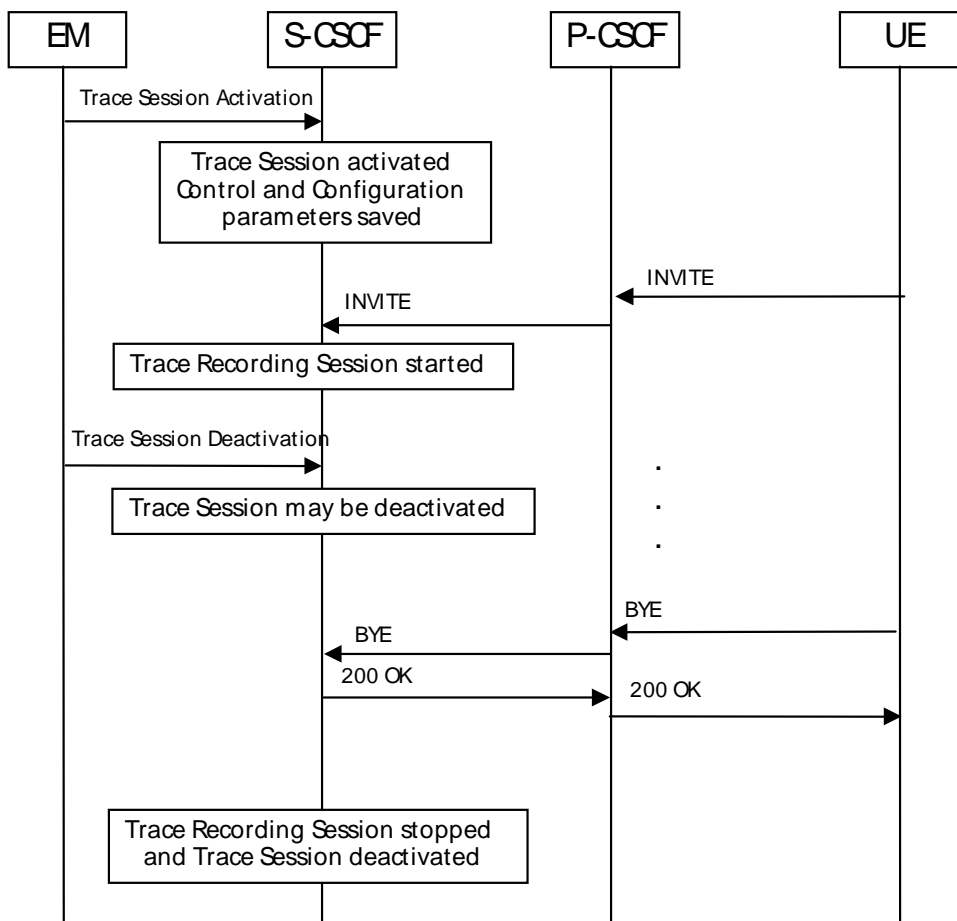 EM
S-CSCF
P-CSCF
UE
Trace Session Activation
Trace Session activated
Control and Configuration
parameters saved
INVITE
INVITE
Trace Recording Session started
Trace Session Deactivation
.
Trace Session may be deactivated
.
.
BYE
BYE
200 OK
200 OK
Trace Recording Session stopped
and Trace Session deactivated